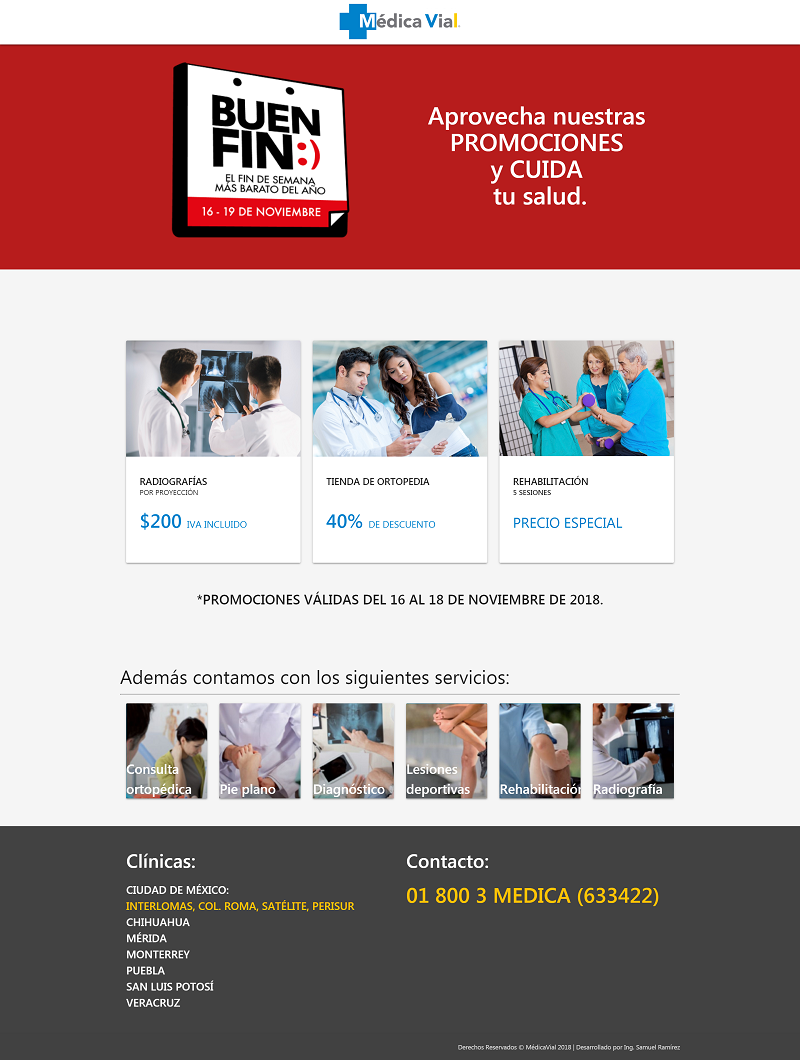 Médica Vial
BUEN
FIN:)
EL FIN DE SEMANA
MÁS BARATO DEL AÑO
16 - 19 DE NOVIEMBRE
Aprovecha nuestras
PROMOCIONES
y CUIDA
tu salud.
RADIOGRAFÍAS
POR PROYECCIÓN
$200 IVA INCLUIDO
TIENDA DE ORTOPEDIA
40% DE DESCUENTO
REHABILITACIÓN
5 SESIONES
PRECIO ESPECIAL
*PROMOCIONES VÁLIDAS DEL 16 AL 18 DE NOVIEMBRE DE 2018.
Además contamos con los siguientes servicios:
Consulta
ortopédica
Pie plano
Diagnóstico
Lesiones
deportivas
Rehabilitación
Radiografía
Clínicas:
CIUDAD DE MÉXICO:
INTERLOMAS, COL. ROMA, SATÉLITE, PERISUR
CHIHUAHUA
MÉRIDA
MONTERREY
PUEBLA
SAN LUIS POTOSÍ
VERACRUZ
Contacto:
01 800 3 MEDICA (633422)
Derechos Reservados © MédicaVial 2018 | Desarrollado por Ing. Samuel Ramírez